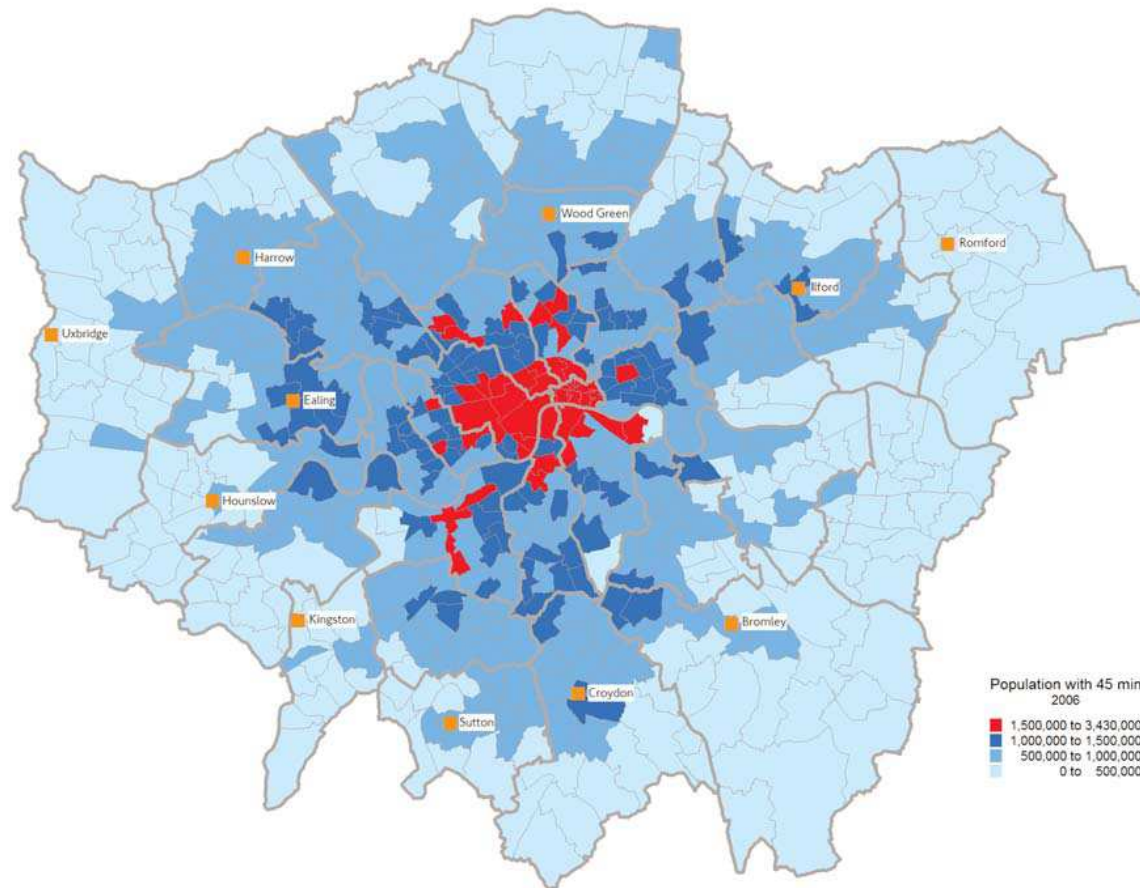 Wood Green
Romford
Harrow
Ilford
Uxbridge
Ealing
Hounslow
Kingston
Bromley
Croydon
Sutton
Population with 45 min
2006
1,500,000 to 3,430,000
1,000,000 to 1,500,000
500,000 to 1,000,000
0 to 500,000